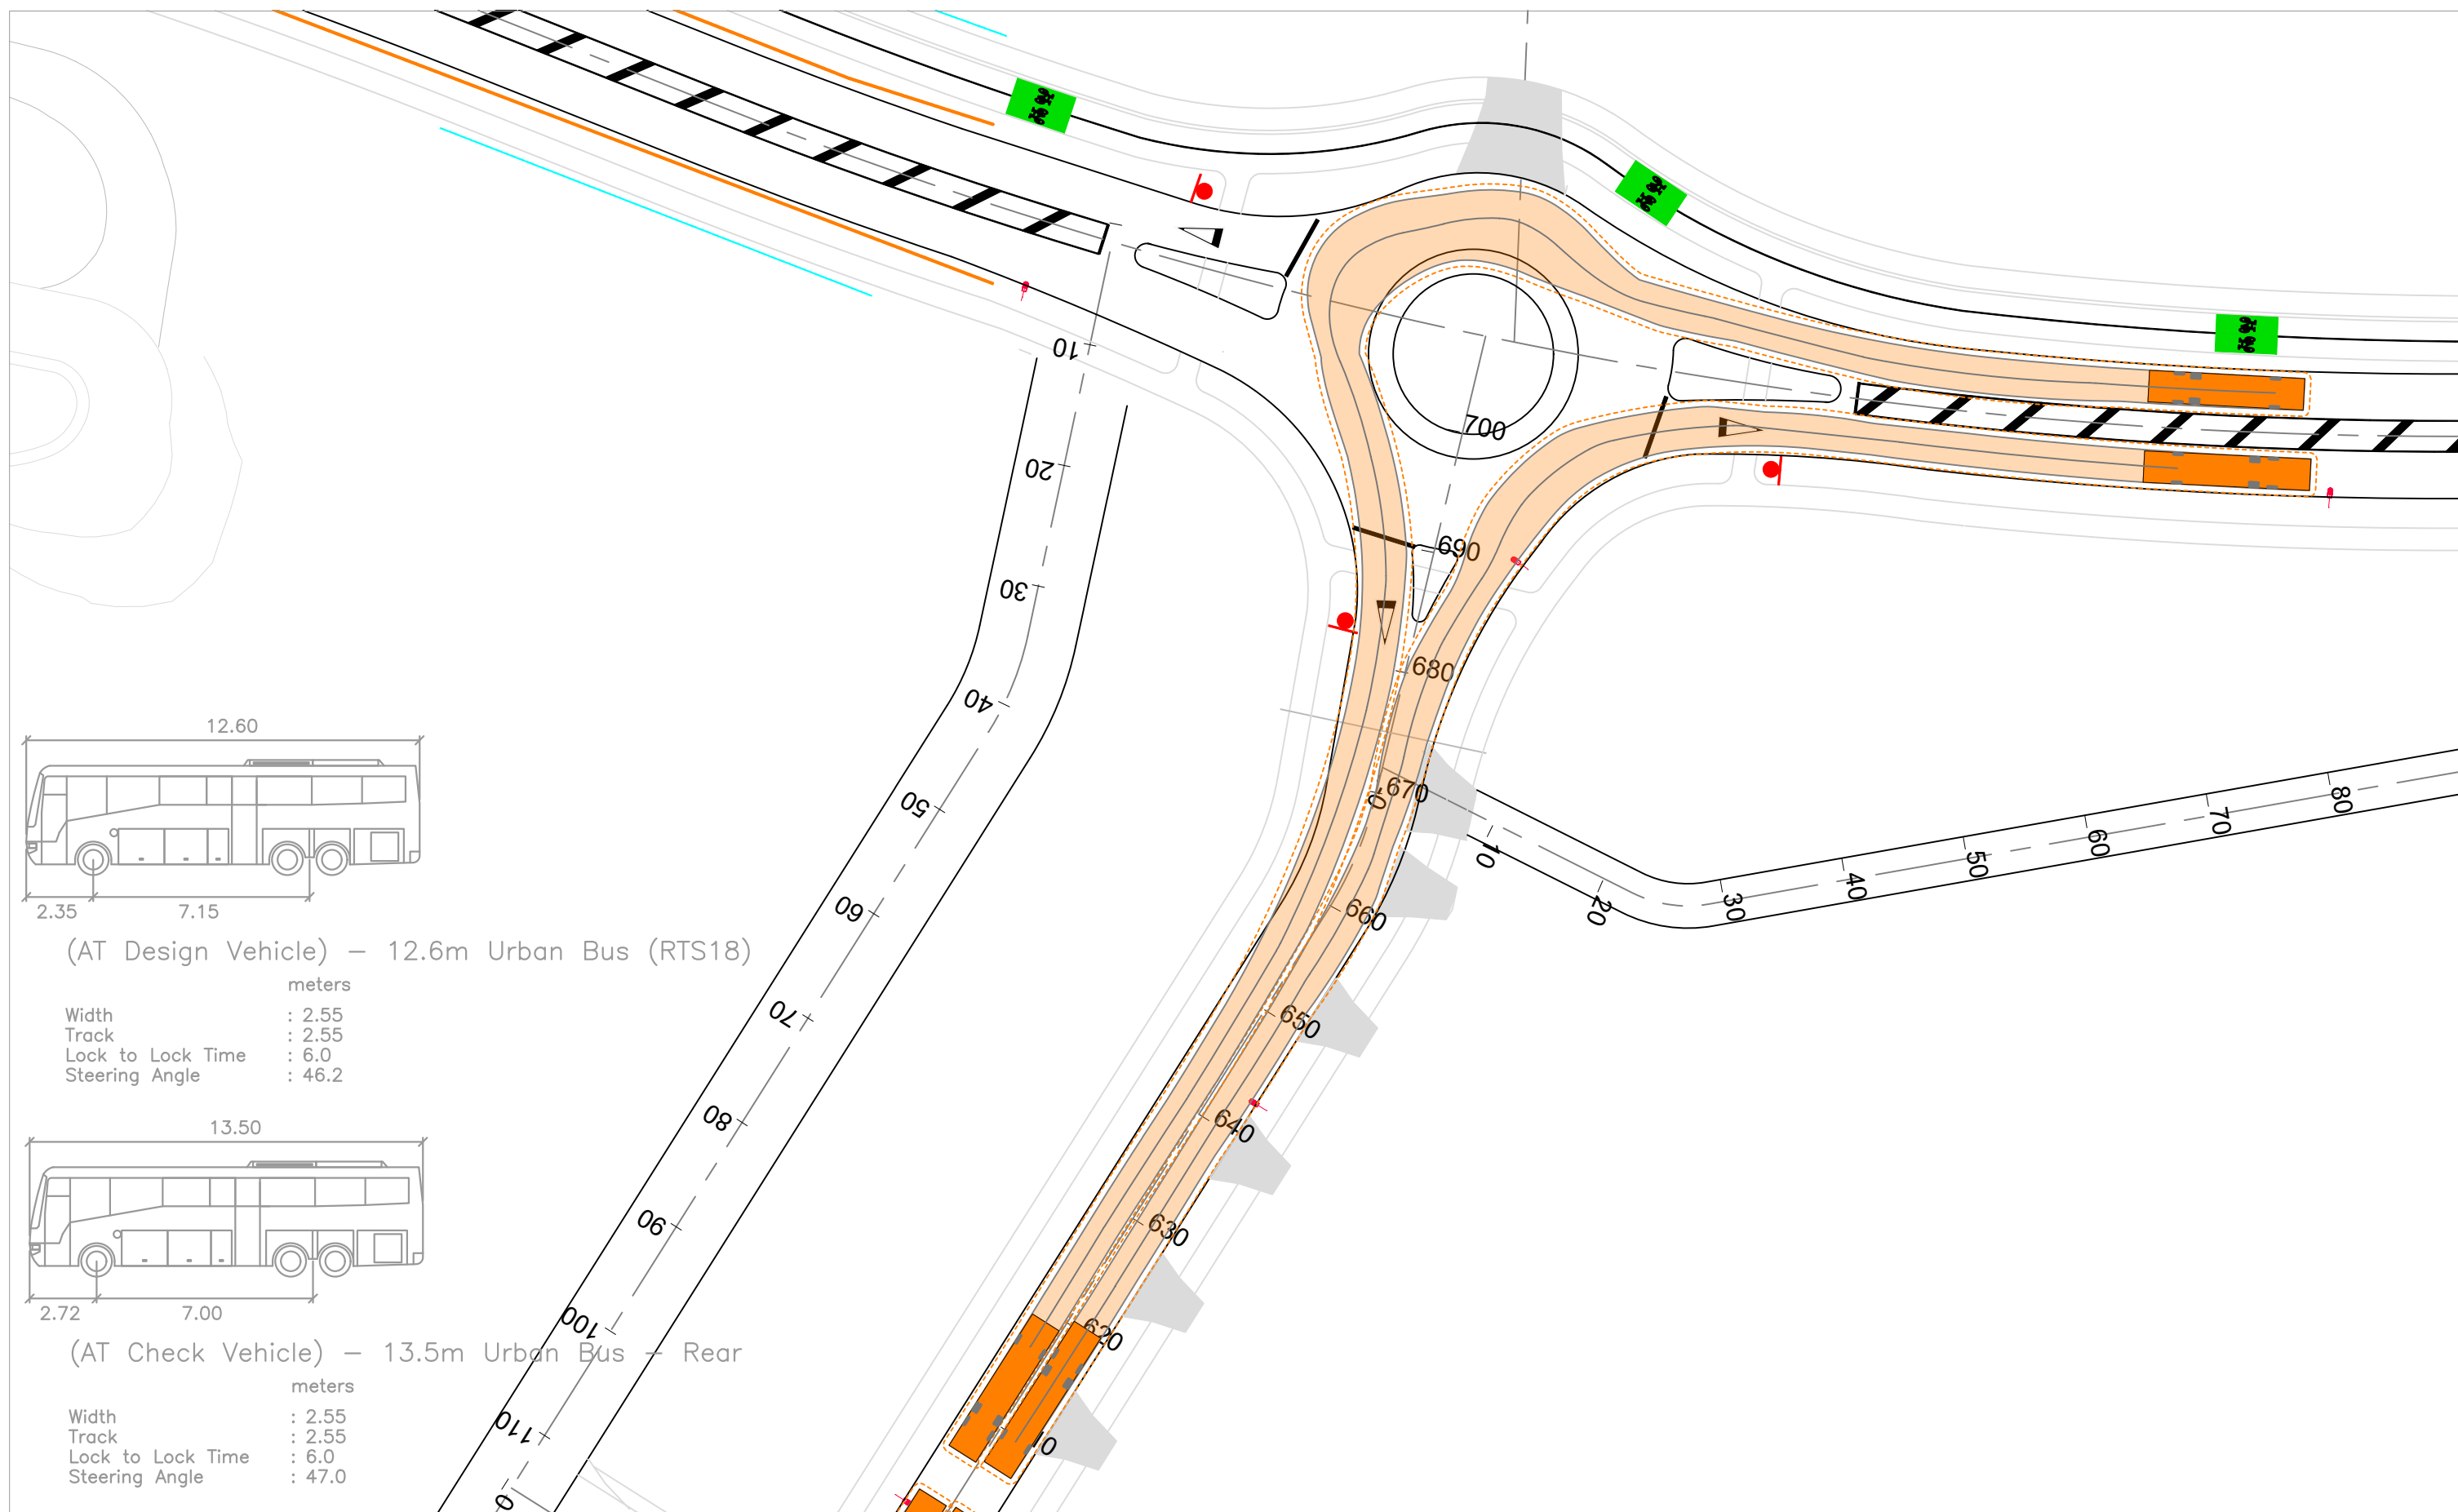 10
20
30
40
50
60
70
80
90
100
110
0
700
690
680
670
660
650
640
630
620
10
20
30
40
50
60
70
80
12.60
2.35
7.15
(AT Design Vehicle) - 12.6m Urban Bus (RTS18)
meters
Width : 2.55
Track : 2.55
Lock to Lock Time : 6.0
Steering Angle : 46.2
13.50
2.72
7.00
(AT Check Vehicle) - 13.5m Urban Bus - Rear
meters
Width : 2.55
Track : 2.55
Lock to Lock Time : 6.0
Steering Angle : 47.0